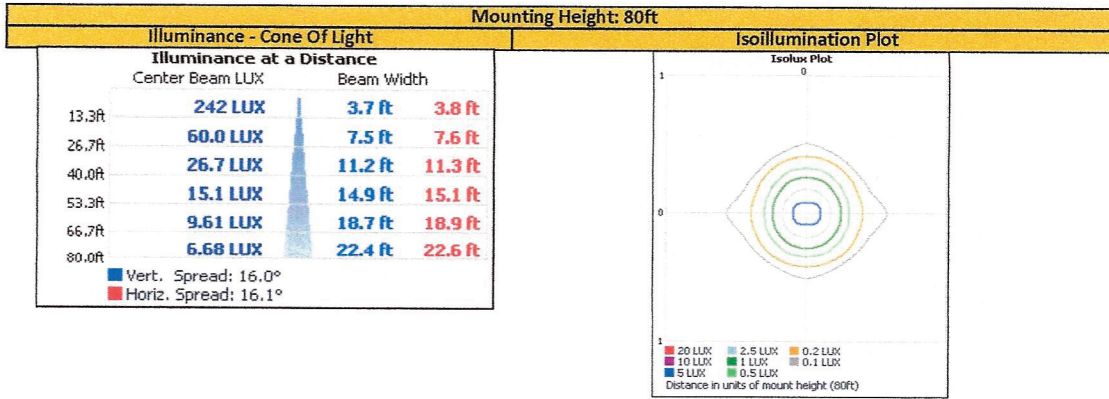 Mounting Height: 80ft
Illuminance - Cone Of Light
Isoillumination Plot
Illuminance at a Distance
Center Beam LUX Beam Width
13.3ft 242 LUX 3.7 ft 3.8 ft
26.7ft 60.0 LUX 7.5 ft 7.6 ft
40.0ft 26.7 LUX 11.2 ft 11.3 ft
53.3ft 15.1 LUX 14.9 ft 15.1 ft
66.7ft 9.61 LUX 18.7 ft 18.9 ft
80.0ft 6.68 LUX 22.4 ft 22.6 ft
Vert. Spread: 16.0°
Horiz. Spread: 16.1°
Isolux Plot
0
1
0
1
20 LUX 2.5 LUX 0.2 LUX
10 LUX 1 LUX 0.1 LUX
5 LUX 0.5 LUX
Distance in units of mount height (80ft)